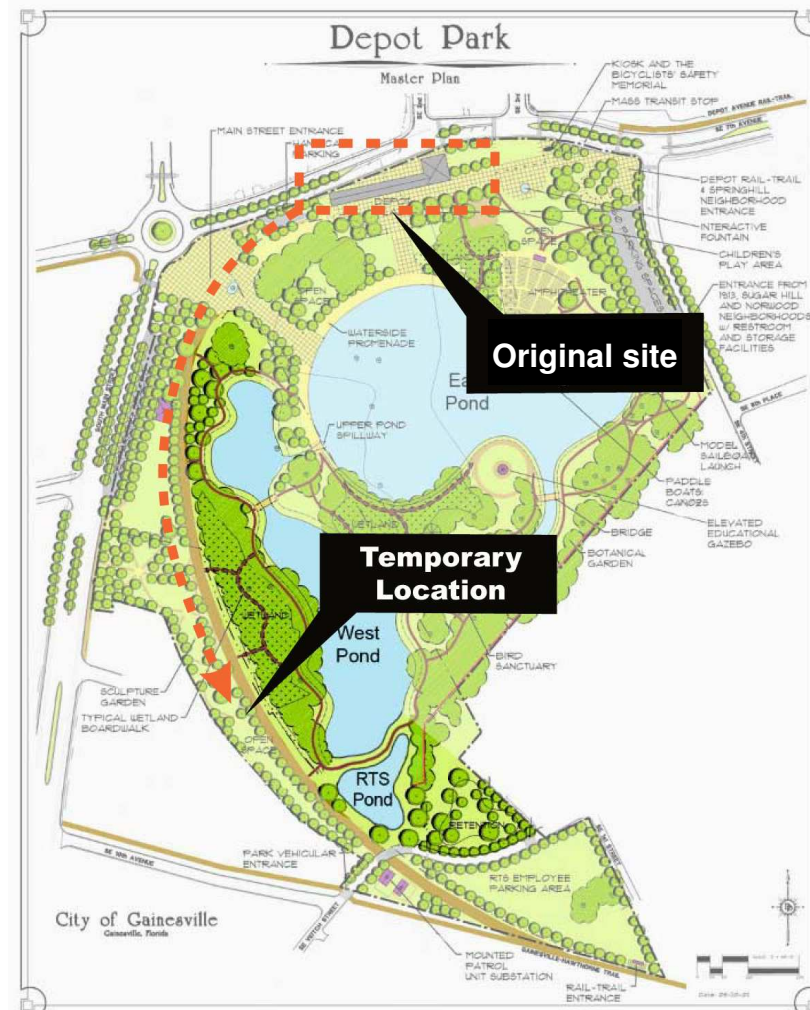 Depot Park
Master Plan
KIOSK AND THE
BICYCLISTS' SAFETY
MEMORIAL
MASS TRANSIT STOP
DEPOT AVENUE RAIL-TRAIL
SE 7th AVENUE
MAIN STREET ENTRANCE
PARKING
DEPOT
DEPOT RAIL-TRAIL
& SPRINGHILL
NEIGHBORHOOD
ENTRANCE
INTERACTIVE
FOUNTAIN
CHILDREN'S
PLAY AREA
OPEN
SPACE
PARKING SPACES
AMPHITHEATER
ENTRANCE FROM
SUGAR HILL
AND NORWOOD
NEIGHBORHOODS
W/ RESTROOM
AND STORAGE
FACILITIES
OPEN
SPACE
WATERSIDE
PROMENADE
Original site
Pond
UPPER POND
SPILLWAY
MODEL
SAILBOAT
LAUNCH
PADDLE
BOATS:
CANOES
ELEVATED
EDUCATIONAL
GAZEBO
BRIDGE
BOTANICAL
GARDEN
WETLAND
Temporary
Location
WETLAND
West
Pond
BIRD
SANCTUARY
SCULPTURE
GARDEN
TYPICAL WETLAND
BOARDWALK
OPEN
SPACE
RTS
Pond
RETENTION
PARK VEHICULAR
ENTRANCE
RTS EMPLOYEE
PARKING AREA
City of Gainesville
Gainesville, Florida
MOUNTED
PATROL
UNIT SUBSTATION
GAINESVILLE-HAWTHORNE TRAIL
RAIL-TRAIL
ENTRANCE